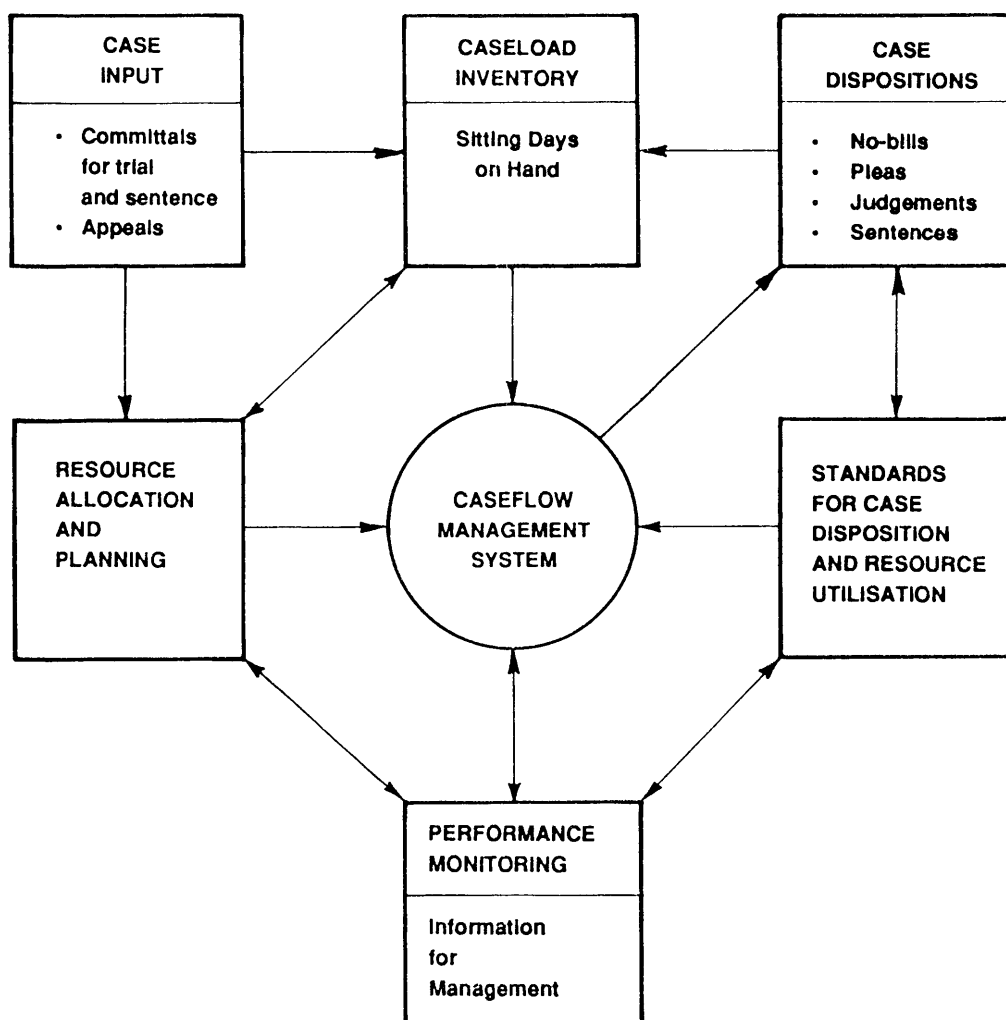 CASE
INPUT
• Committals
for trial
and sentence
• Appeals
CASELOAD
INVENTORY
Sitting Days
on Hand
CASE
DISPOSITIONS
• No-bills
• Pleas
• Judgements
• Sentences
RESOURCE
ALLOCATION
AND
PLANNING
CASEFLOW
MANAGEMENT
SYSTEM
STANDARDS
FOR CASE
DISPOSITION
AND RESOURCE
UTILISATION
PERFORMANCE
MONITORING
Information
for
Management